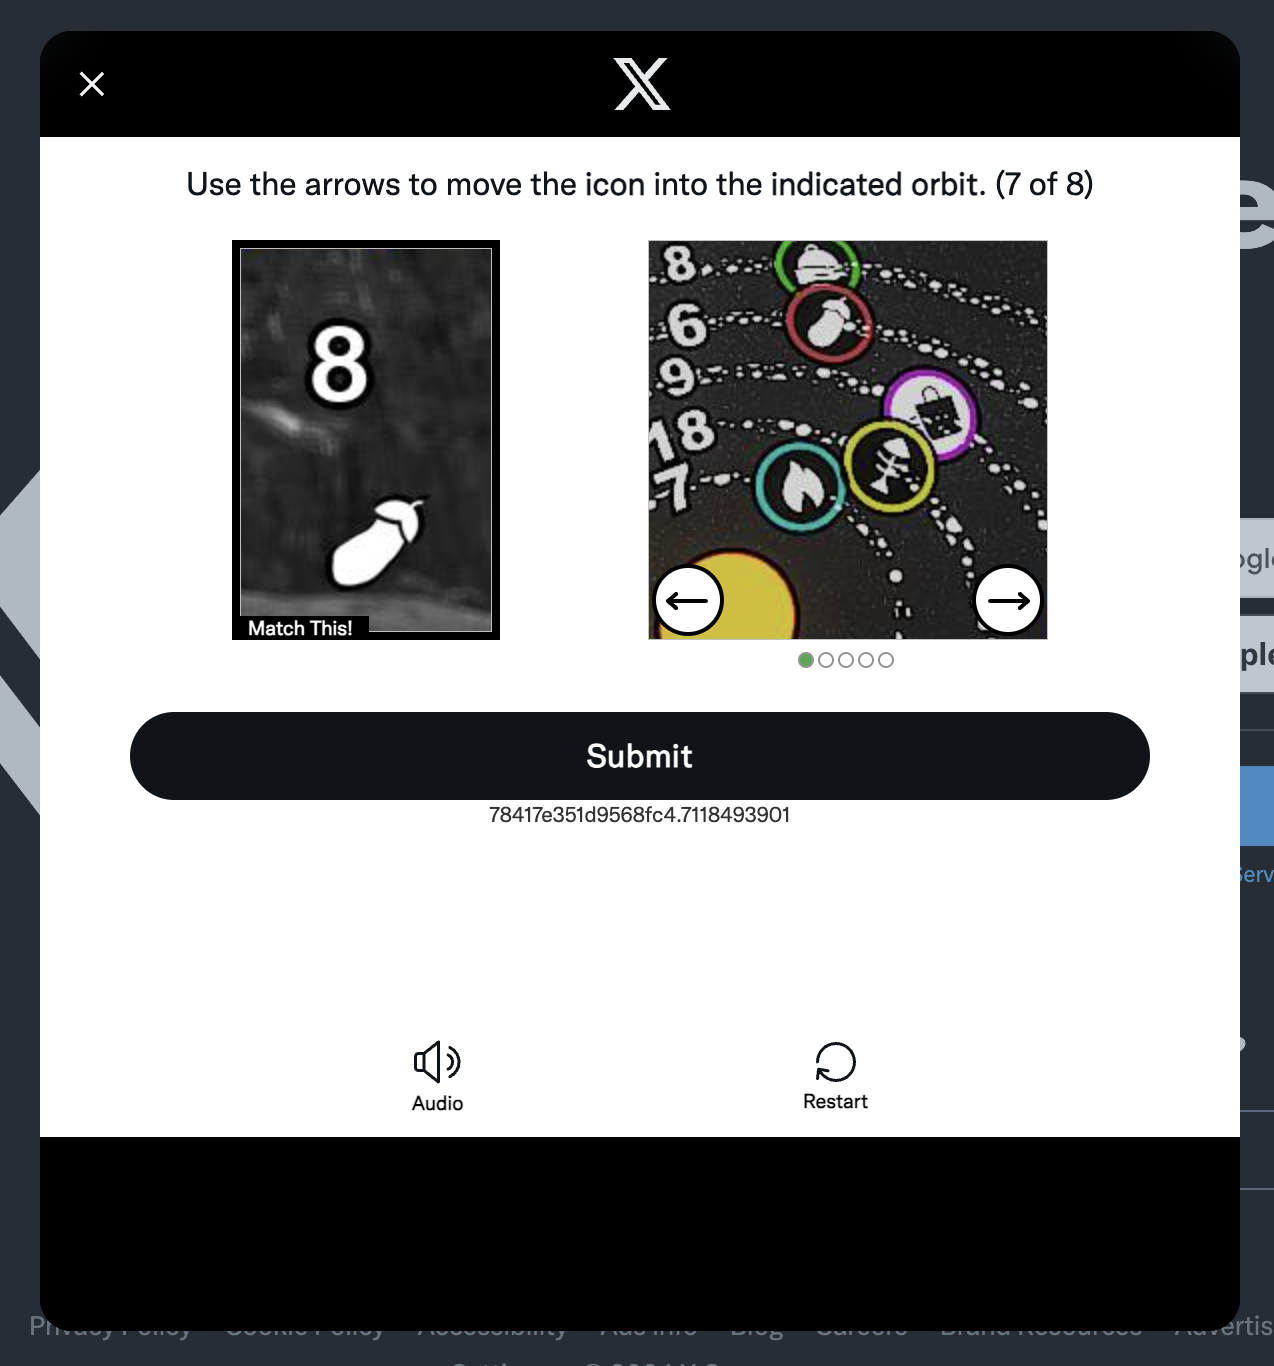 Use the arrows to move the icon into the indicated orbit. (7 of 8)
8
Match This!
8
6
9
18
7
Submit
78417e351d9568fc4.7118493901
Audio
Restart
Privacy Policy Cookie Policy Accessibility Ads info Blog Careers Brand Resources